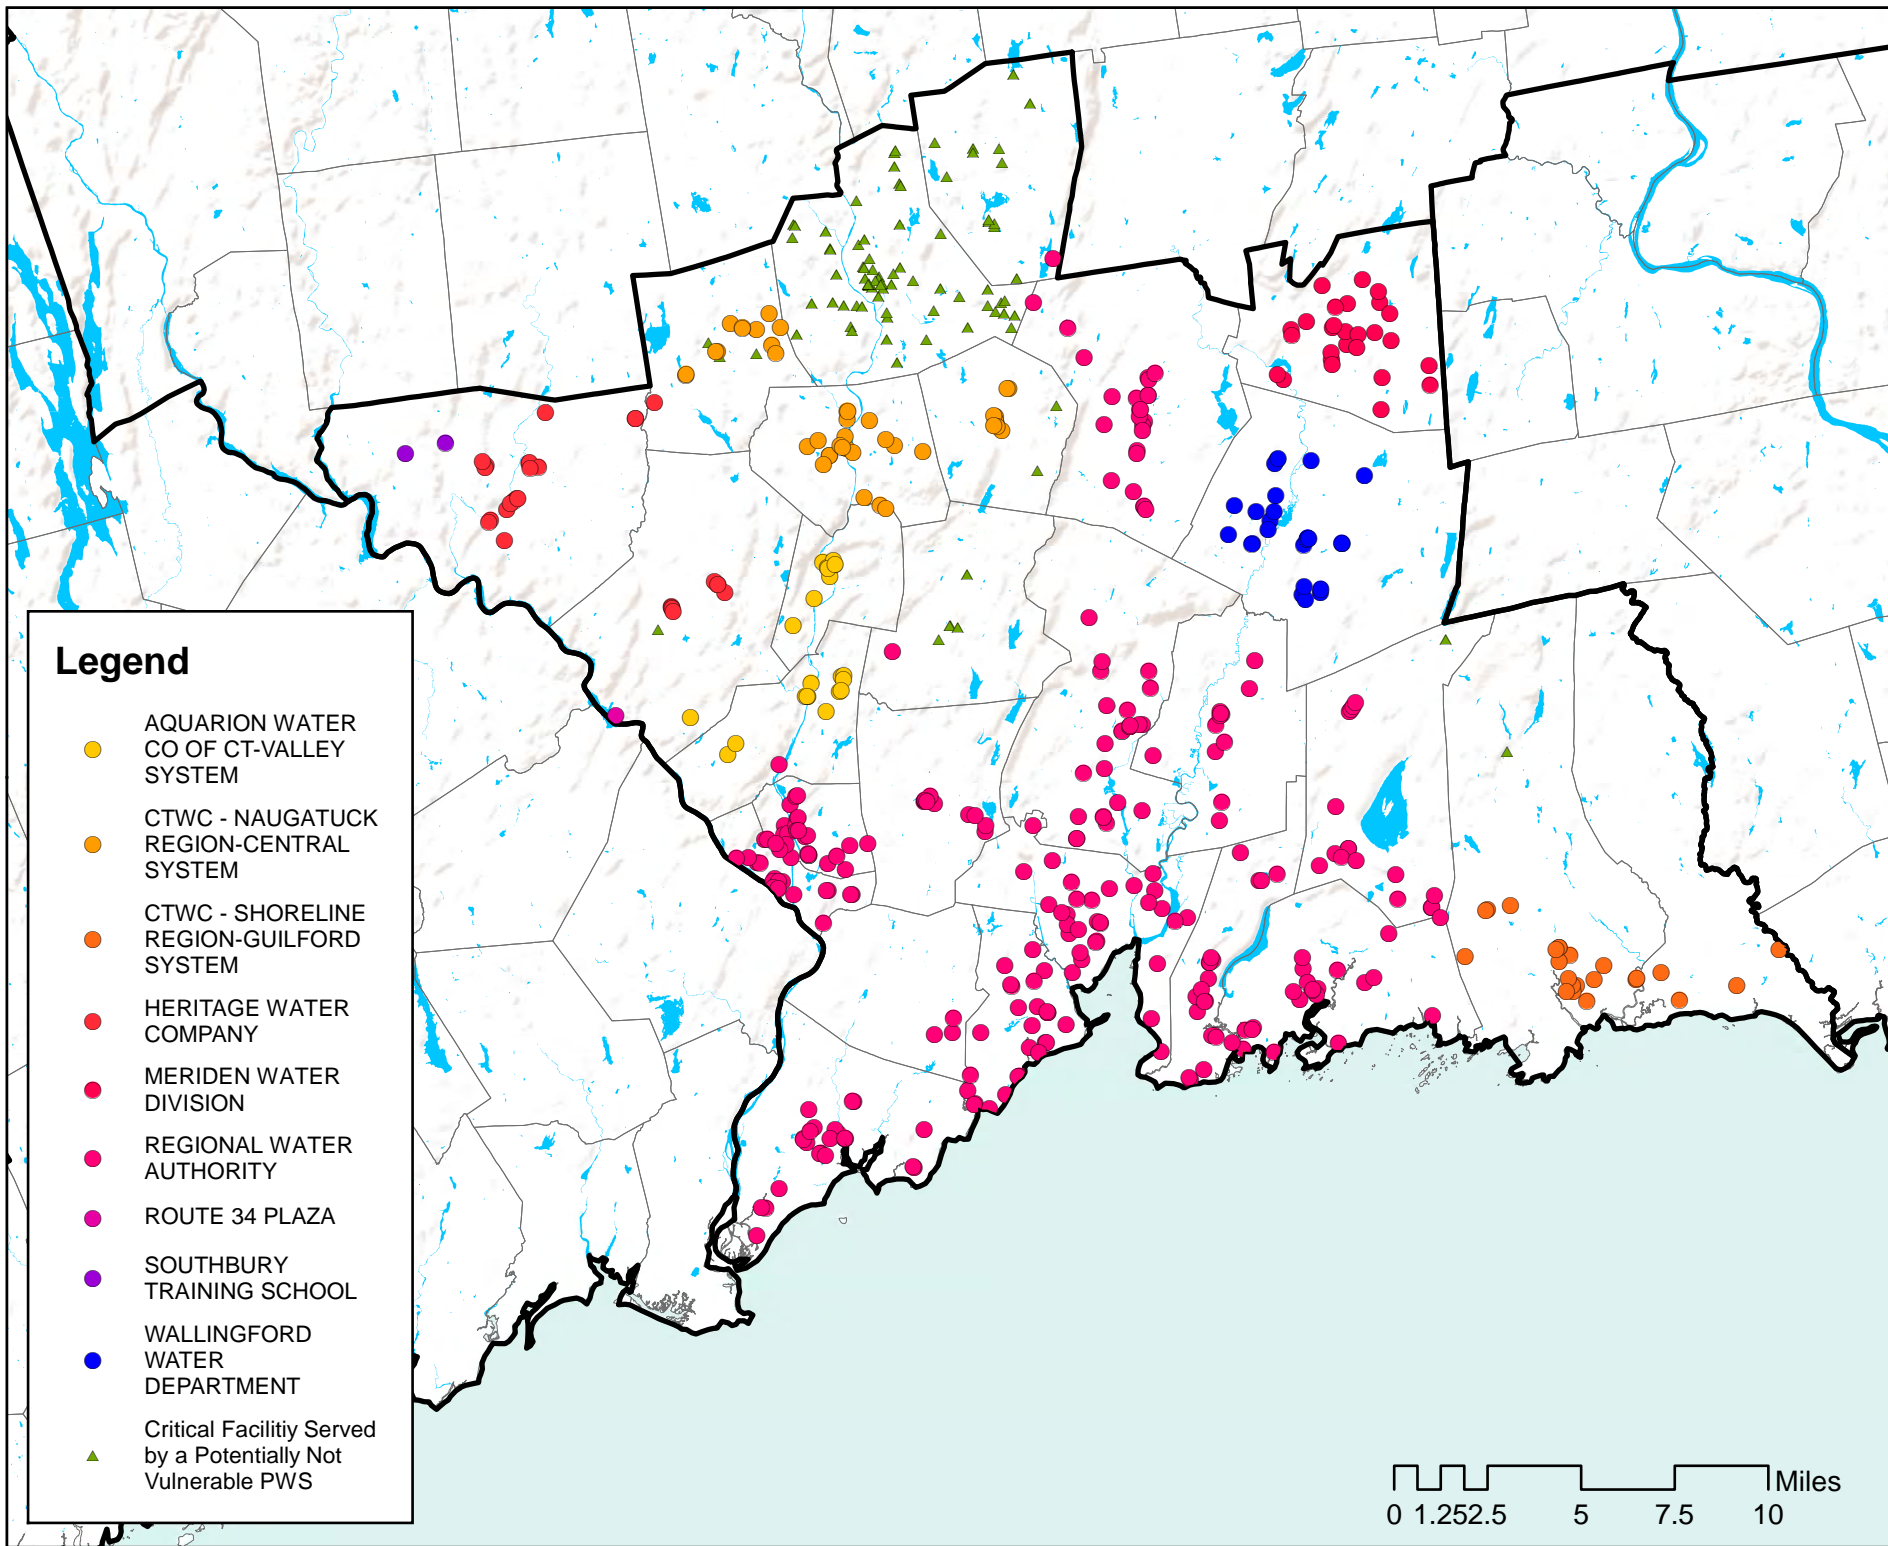 Legend
AQUARION WATER
CO OF CT-VALLEY
SYSTEM
CTWC - NAUGATUCK
REGION-CENTRAL
SYSTEM
CTWC - SHORELINE
REGION-GUILFORD
SYSTEM
HERITAGE WATER
COMPANY
MERIDEN WATER
DIVISION
REGIONAL WATER
AUTHORITY
ROUTE 34 PLAZA
SOUTHBURY
TRAINING SCHOOL
WALLINGFORD
WATER
DEPARTMENT
Critical Facilitiy Served
by a Potentially Not
Vulnerable PWS
Miles
0 1.252.5 5 7.5 10